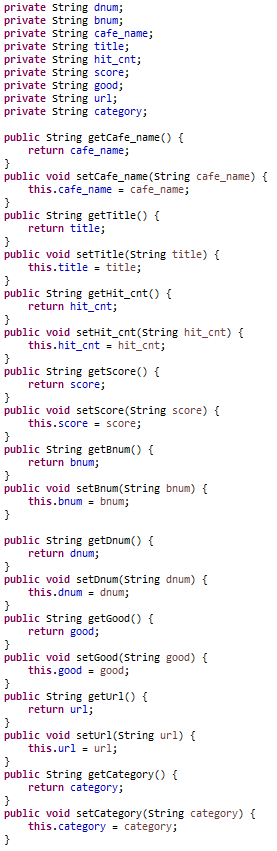 private String dnum;
private String bnum;
private String cafe_name;
private String title;
private String hit_cnt;
private String score;
private String good;
private String url;
private String category;

public String getCafe_name() {
    return cafe_name;
}
public void setCafe_name(String cafe_name) {
    this.cafe_name = cafe_name;
}
public String getTitle() {
    return title;
}
public void setTitle(String title) {
    this.title = title;
}
public String getHit_cnt() {
    return hit_cnt;
}
public void setHit_cnt(String hit_cnt) {
    this.hit_cnt = hit_cnt;
}
public String getScore() {
    return score;
}
public void setScore(String score) {
    this.score = score;
}
public String getBnum() {
    return bnum;
}
public void setBnum(String bnum) {
    this.bnum = bnum;
}

public String getDnum() {
    return dnum;
}
public void setDnum(String dnum) {
    this.dnum = dnum;
}
public String getGood() {
    return good;
}
public void setGood(String good) {
    this.good = good;
}
public String getUrl() {
    return url;
}
public void setUrl(String url) {
    this.url = url;
}
public String getCategory() {
    return category;
}
public void setCategory(String category) {
    this.category = category;
}